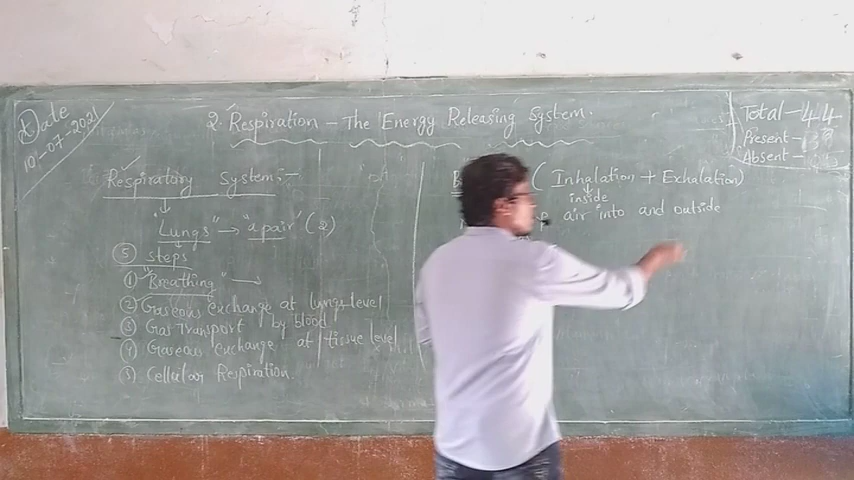 Date
10-07-2021
2. Respiration - The Energy Releasing System.
Total - 44
Present -
Absent -
Respiratory System:-
"Lungs" → "a pair" (2)
⑤ steps
① "Breathing" →
② Gaseous exchange at lungs level
③ Gas Transport by blood
④ Gaseous exchange at tissue level
⑤ Cellular Respiration.
(Inhalation + Exhalation)
inside
air into and outside